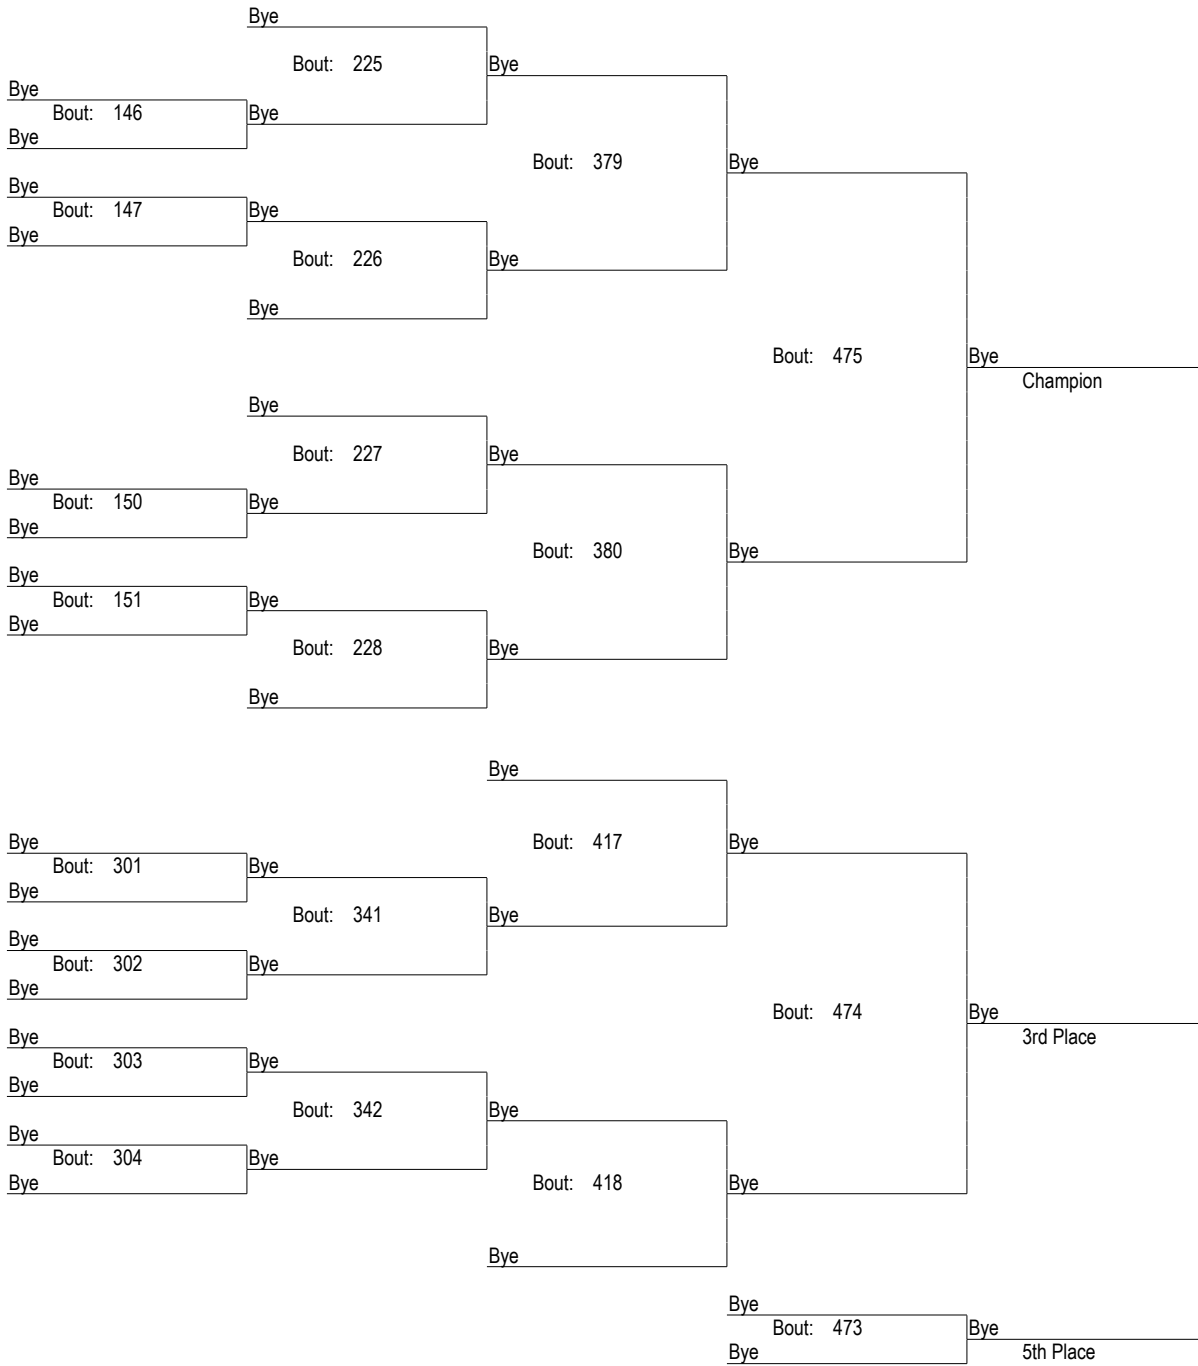 Bye
Bout: 225 Bye
Bye
Bout: 146 Bye
Bye
Bout: 379 Bye
Bye
Bout: 147 Bye
Bye
Bout: 226 Bye
Bye
Bout: 475 Bye
Champion
Bye
Bout: 227 Bye
Bye
Bout: 150 Bye
Bye
Bout: 380 Bye
Bye
Bout: 151 Bye
Bye
Bout: 228 Bye
Bye
Bye
Bout: 417 Bye
Bye
Bout: 301 Bye
Bye
Bout: 341 Bye
Bye
Bout: 302 Bye
Bye
Bout: 474 Bye
3rd Place
Bye
Bout: 303 Bye
Bye
Bout: 342 Bye
Bye
Bout: 304 Bye
Bye
Bout: 418 Bye
Bye
Bye
Bout: 473 Bye
Bye
5th Place